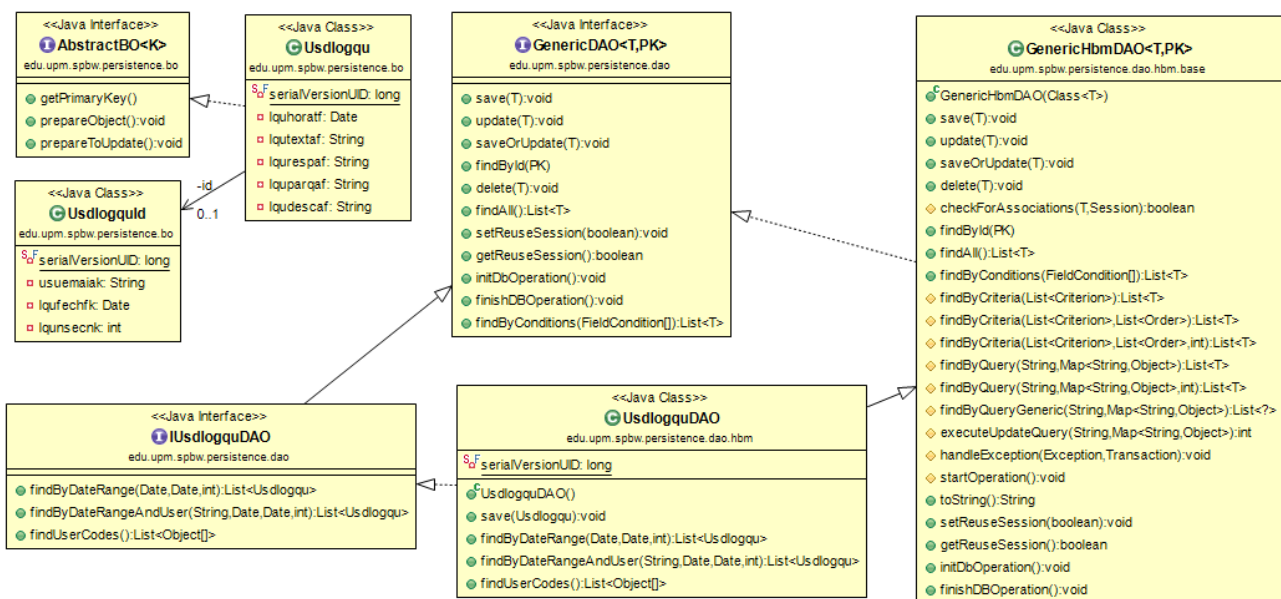 <<Java Interface>>
AbstractBO<K>
edu.upm.spbw.persistence.bo
getPrimaryKey()
prepareObject():void
prepareToUpdate():void
<<Java Class>>
Usdlogqu
edu.upm.spbw.persistence.bo
serialVersionUID: long
lquhoratf: Date
lqutextaf: String
lqurespaf: String
lquparqaf: String
lqudescaf: String
-id
0..1
<<Java Class>>
UsdlogquId
edu.upm.spbw.persistence.bo
serialVersionUID: long
usuemaiak: String
lqufechfk: Date
lqunsecnk: int
<<Java Interface>>
GenericDAO<T,PK>
edu.upm.spbw.persistence.dao
save(T):void
update(T):void
saveOrUpdate(T):void
findById(PK)
delete(T):void
findAll():List<T>
setReuseSession(boolean):void
getReuseSession():boolean
initDbOperation():void
finishDBOperation():void
findByConditions(FieldCondition[]):List<T>
<<Java Class>>
GenericHbmDAO<T,PK>
edu.upm.spbw.persistence.dao.hbm.base
GenericHbmDAO(Class<T>)
save(T):void
update(T):void
saveOrUpdate(T):void
delete(T):void
checkForAssociations(T,Session):boolean
findById(PK)
findAll():List<T>
findByConditions(FieldCondition[]):List<T>
findByCriteria(List<Criterion>):List<T>
findByCriteria(List<Criterion>,List<Order>):List<T>
findByCriteria(List<Criterion>,List<Order>,int):List<T>
findByQuery(String,Map<String,Object>):List<T>
findByQuery(String,Map<String,Object>,int):List<T>
findByQueryGeneric(String,Map<String,Object>):List<?>
executeUpdateQuery(String,Map<String,Object>):int
handleException(Exception,Transaction):void
startOperation():void
toString():String
setReuseSession(boolean):void
getReuseSession():boolean
initDbOperation():void
finishDBOperation():void
<<Java Interface>>
IUsdlogquDAO
edu.upm.spbw.persistence.dao
findByDateRange(Date,Date,int):List<Usdlogqu>
findByDateRangeAndUser(String,Date,Date,int):List<Usdlogqu>
findUserCodes():List<Object[]>
<<Java Class>>
UsdlogquDAO
edu.upm.spbw.persistence.dao.hbm
serialVersionUID: long
UsdlogquDAO()
save(Usdlogqu):void
findByDateRange(Date,Date,int):List<Usdlogqu>
findByDateRangeAndUser(String,Date,Date,int):List<Usdlogqu>
findUserCodes():List<Object[]>